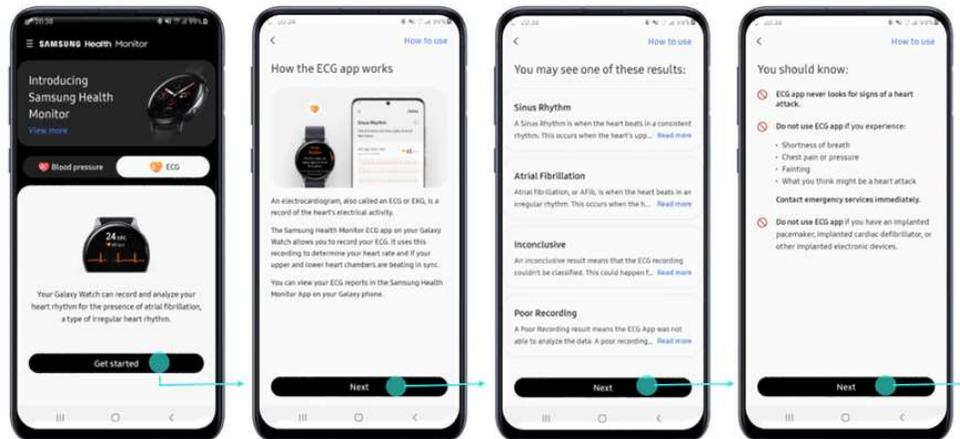 20:38
99%
SAMSUNG Health Monitor
Introducing
Samsung Health
Monitor
View more
Blood pressure
ECG
24 SEC
Your Galaxy Watch can record and analyze your
heart rhythm for the presence of atrial fibrillation,
a type of irregular heart rhythm.
Get started
20:38
99%
How to use
How the ECG app works
Sinus Rhythm
An electrocardiogram, also called an ECG or EKG, is a
record of the heart's electrical activity.
The Samsung Health Monitor ECG app on your Galaxy
Watch allows you to record your ECG. It uses this
recording to determine your heart rate and if your
upper and lower heart chambers are beating in sync.
You can view your ECG reports in the Samsung Health
Monitor App on your Galaxy phone.
Next
20:38
99%
How to use
You may see one of these results:
Sinus Rhythm
A Sinus Rhythm is when the heart beats in a consistent
rhythm. This occurs when the heart's upp... Read more
Atrial Fibrillation
Atrial fibrillation, or AFib, is when the heart beats in an
irregular rhythm. This occurs when the h... Read more
Inconclusive
An inconclusive result means that the ECG recording
couldn't be classified. This could happen f... Read more
Poor Recording
A Poor Recording result means the ECG App was not
able to analyze the data. A poor recording... Read more
Next
20:38
99%
How to use
You should know:
ECG app never looks for signs of a heart
attack.
Do not use ECG app if you experience:
• Shortness of breath
• Chest pain or pressure
• Fainting
• What you think might be a heart attack
Contact emergency services immediately.
Do not use ECG app if you have an implanted
pacemaker, implanted cardiac defibrillator, or
other implanted electronic devices.
Next